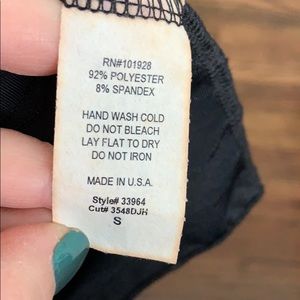 RN#101928
92% POLYESTER
8% SPANDEX
HAND WASH COLD
DO NOT BLEACH
LAY FLAT TO DRY
DO NOT IRON
MADE IN U.S.A.
Style# 33964
Cut# 3548DJH
S